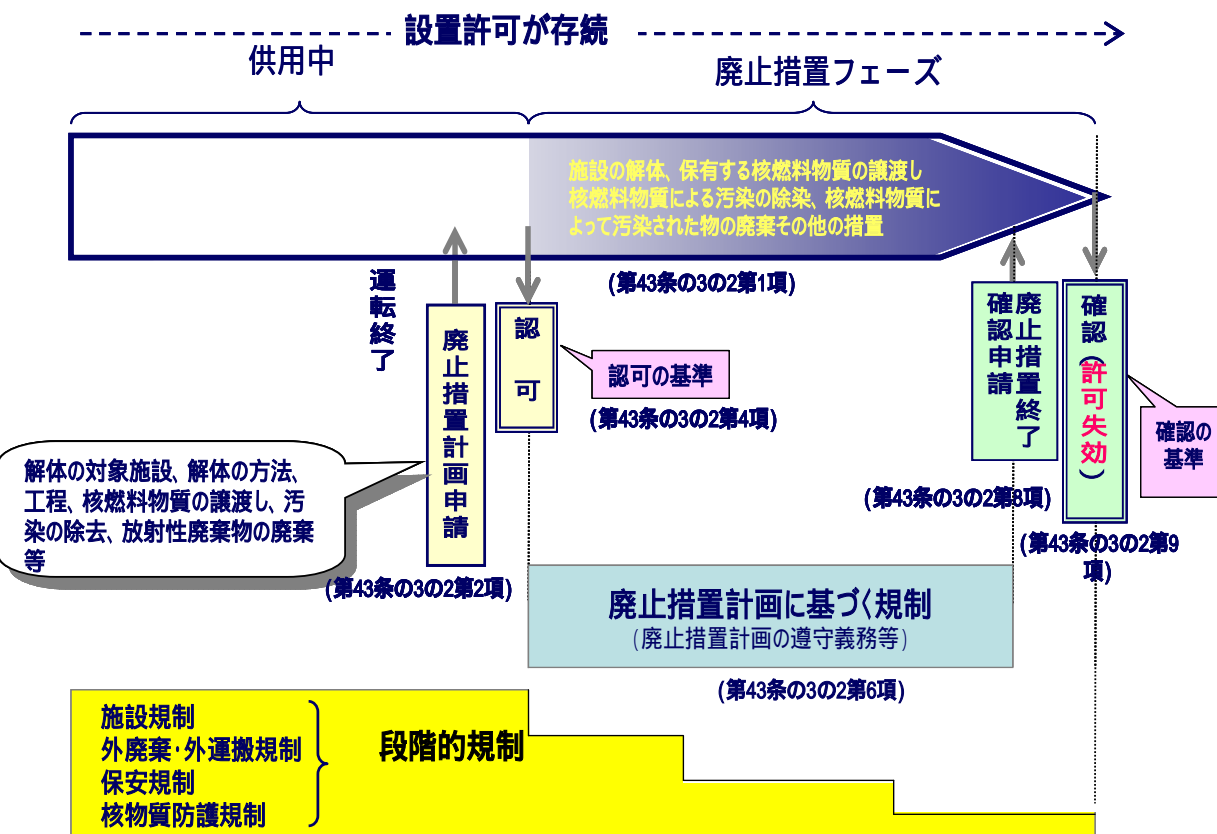 設置許可が存続
供用中
廃止措置フェーズ
施設の解体、保有する核燃料物質の譲渡し
核燃料物質による汚染の除染、核燃料物質に
よって汚染された物の廃棄その他の措置
(第43条の3の2第1項)
運転終了
廃止措置計画申請
認可
認可の基準
(第43条の3の2第4項)
廃止措置終了
確認申請
確認(許可失効)
確認の
基準
解体の対象施設、解体の方法、
工程、核燃料物質の譲渡し、汚
染の除去、放射性廃棄物の廃棄
等
(第43条の3の2第2項)
(第43条の3の2第8項)
(第43条の3の2第9
項)
廃止措置計画に基づく規制
(廃止措置計画の遵守義務等)
(第43条の3の2第6項)
施設規制
外廃棄・外運搬規制
保安規制
核物質防護規制
段階的規制